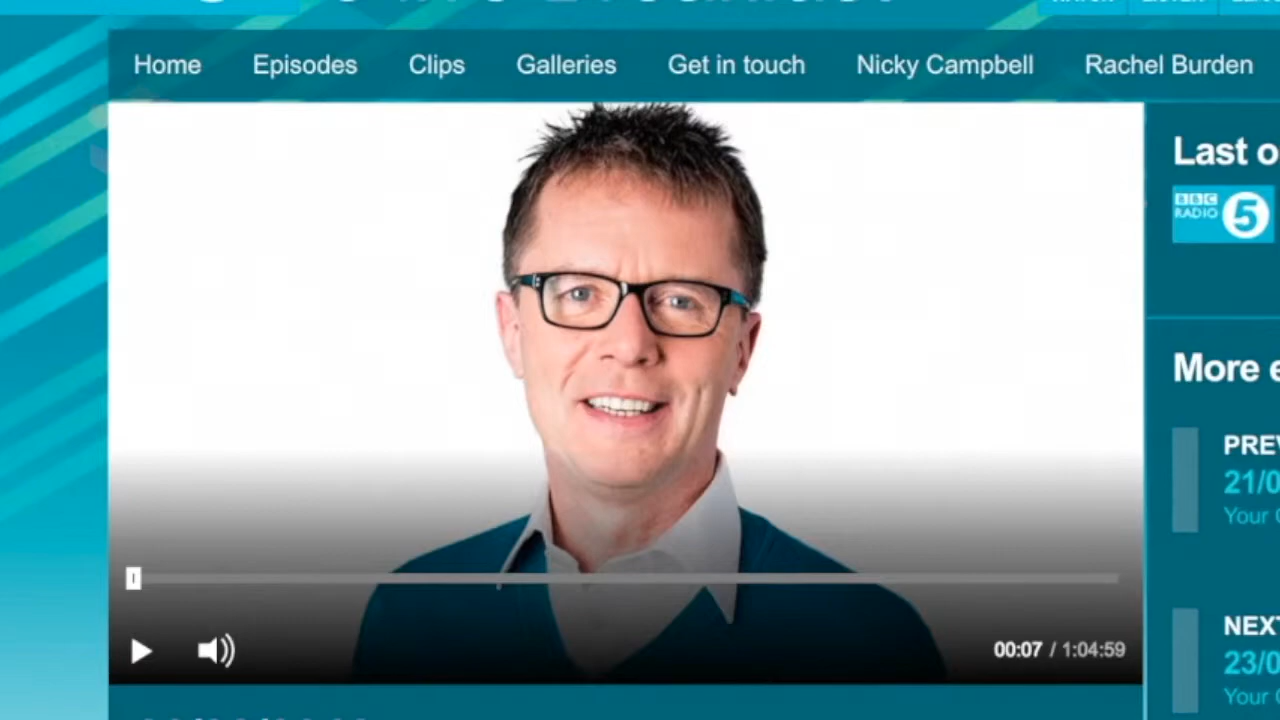 Home Episodes Clips Galleries Get in touch Nicky Campbell Rachel Burden
Last o
BBC
RADIO 5
More e
PREV
21/0
Your
00:07 / 1:04:59
NEXT
23/0
Your